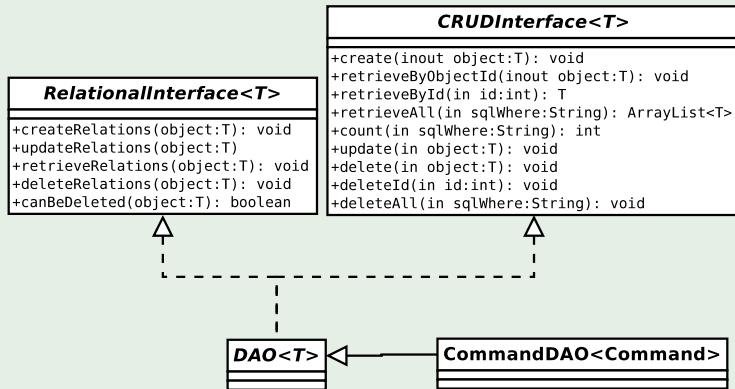 CRUDInterface<T>
+create(inout object:T): void
+retrieveByObjectId(inout object:T): void
+retrieveById(in id:int): T
+retrieveAll(in sqlWhere:String): ArrayList<T>
+count(in sqlWhere:String): int
+update(in object:T): void
+delete(in object:T): void
+deleteId(in id:int): void
+deleteAll(in sqlWhere:String): void
RelationalInterface<T>
+createRelations(object:T): void
+updateRelations(object:T)
+retrieveRelations(object:T): void
+deleteRelations(object:T): void
+canBeDeleted(object:T): boolean
DAO<T>
CommandDAO<Command>